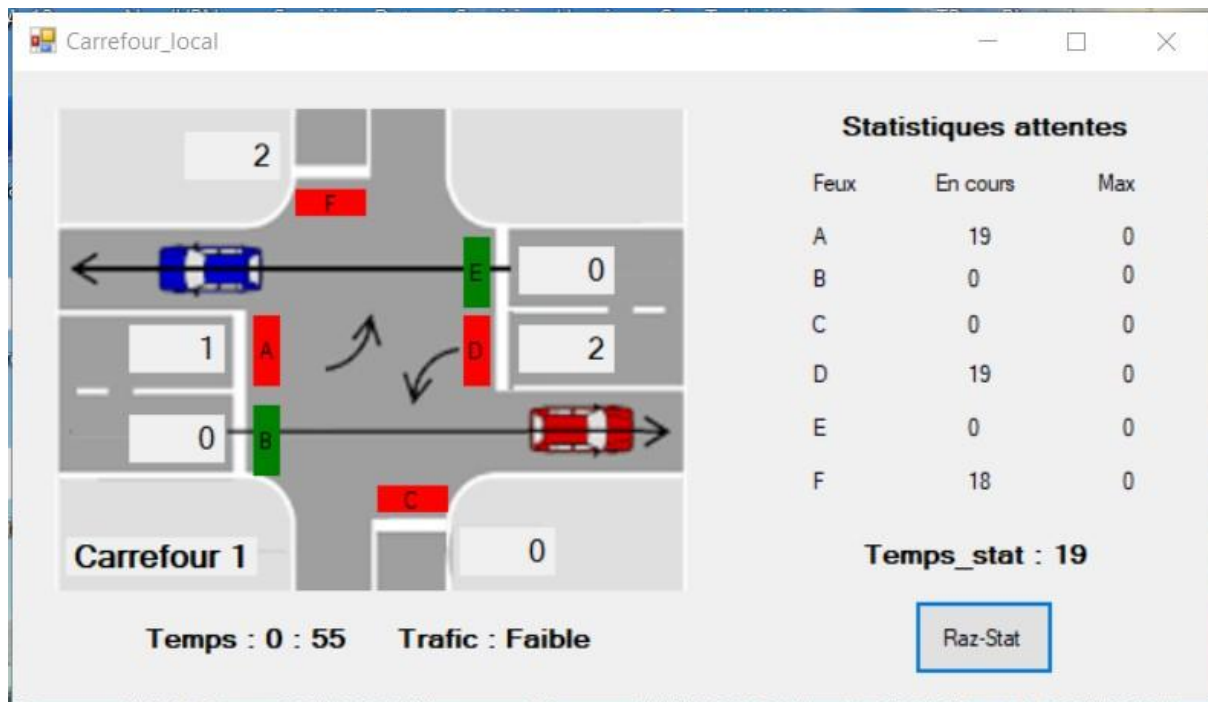 Carrefour_local
2
F
E
0
1
A
D
2
0
B
C
Carrefour 1
0
Temps : 0 : 55 Trafic : Faible
Statistiques attentes
Feux En cours Max
A 19 0
B 0 0
C 0 0
D 19 0
E 0 0
F 18 0
Temps_stat : 19
Raz-Stat